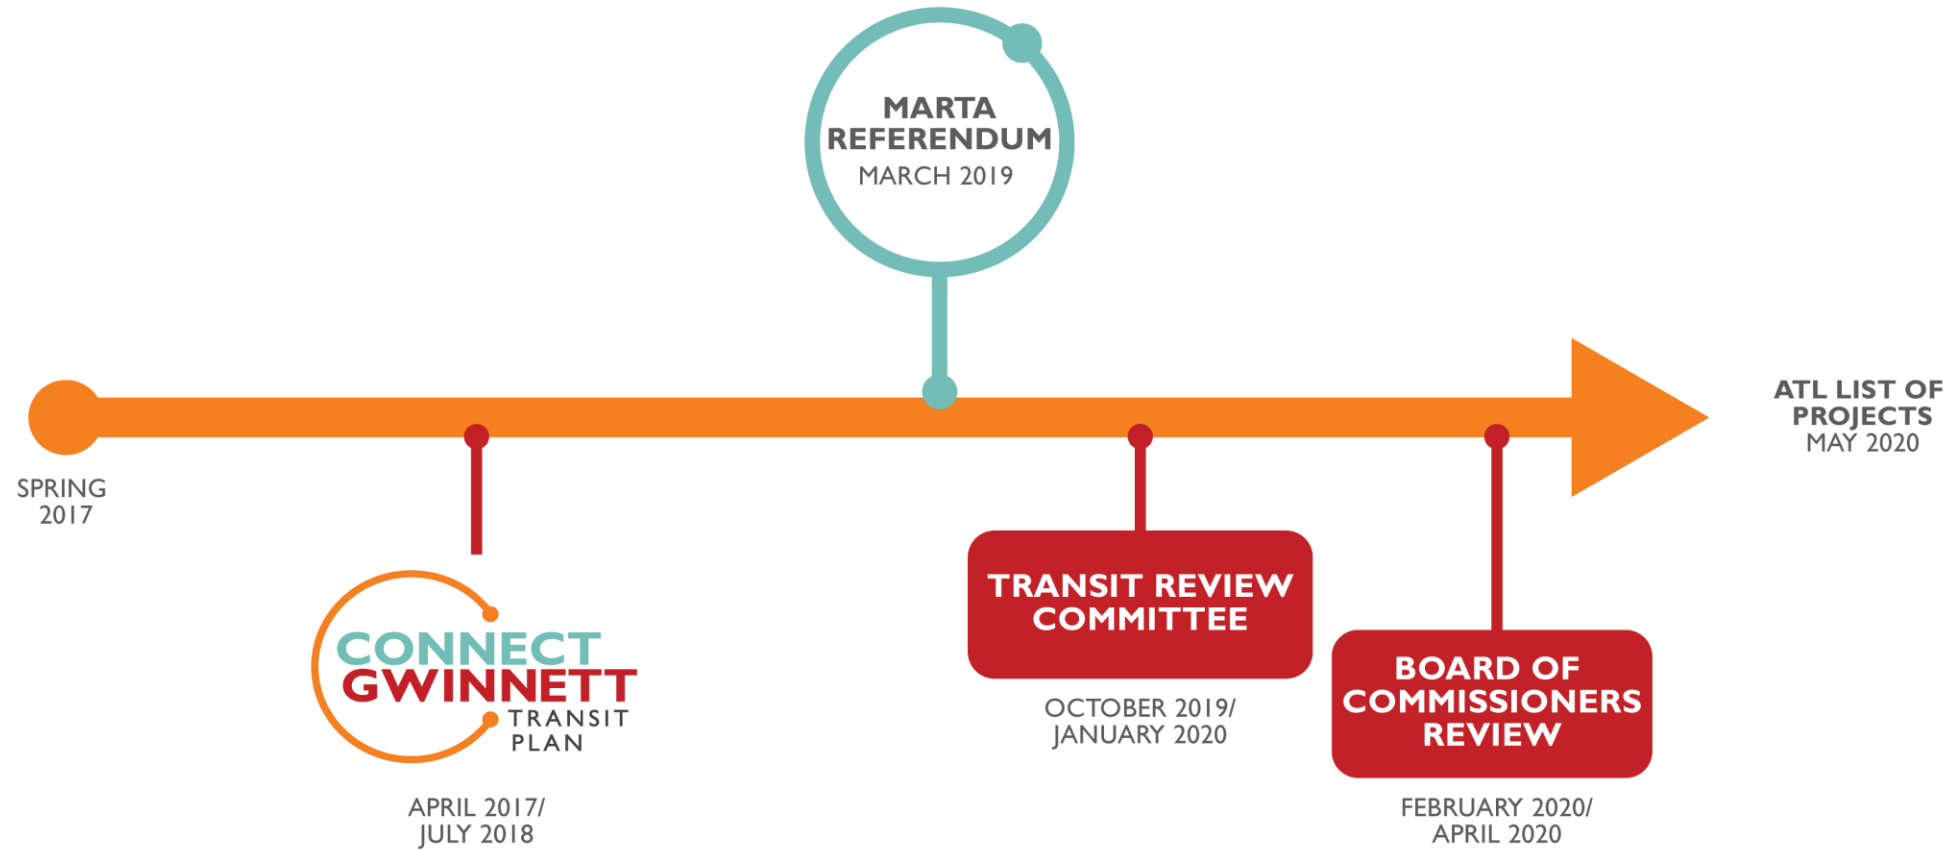 MARTA
REFERENDUM
MARCH 2019
SPRING
2017
CONNECT
GWINNETT
TRANSIT
PLAN
APRIL 2017/
JULY 2018
TRANSIT REVIEW
COMMITTEE
OCTOBER 2019/
JANUARY 2020
BOARD OF
COMMISSIONERS
REVIEW
FEBRUARY 2020/
APRIL 2020
ATL LIST OF
PROJECTS
MAY 2020